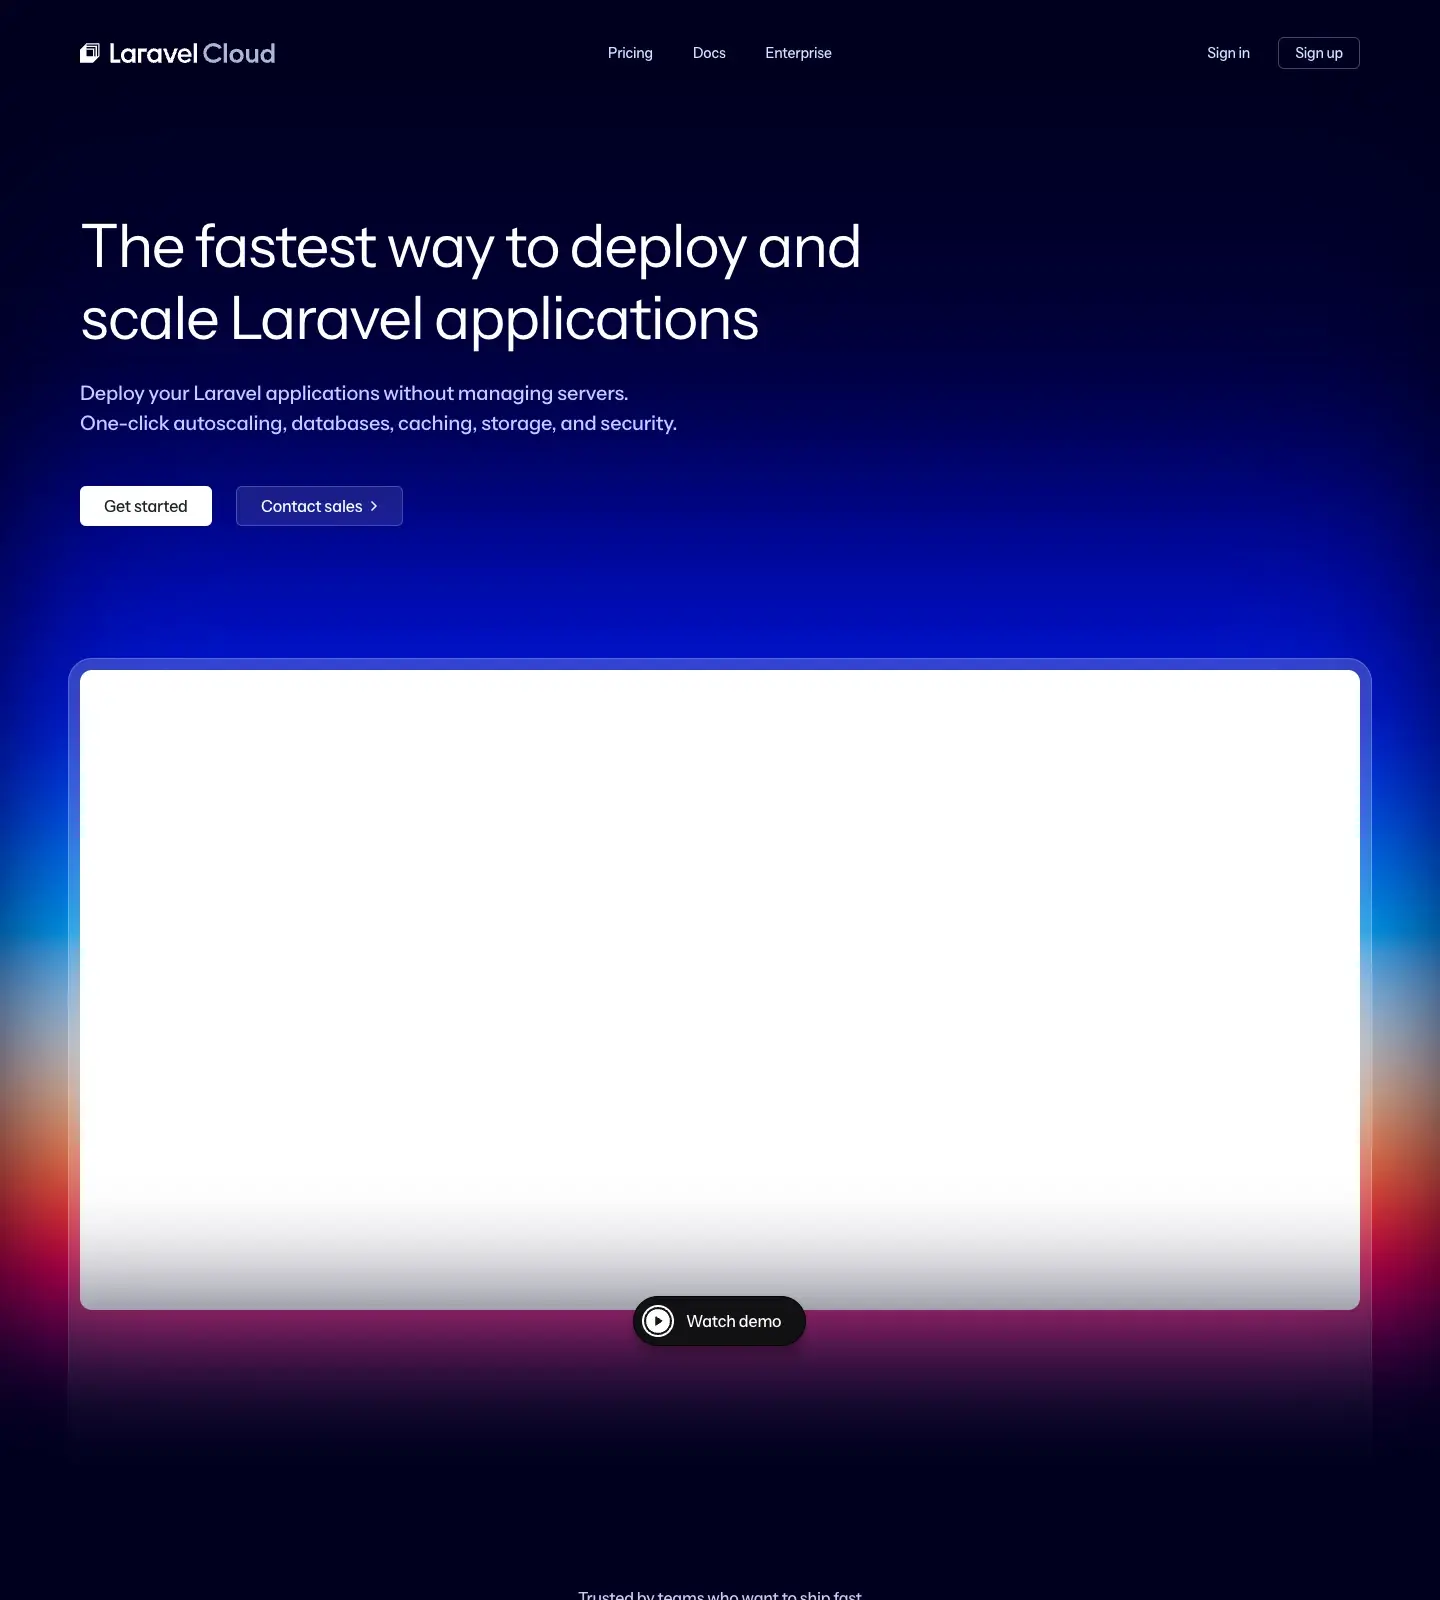 Laravel Cloud
Pricing
Docs
Enterprise
Sign in
Sign up
The fastest way to deploy and
scale Laravel applications
Deploy your Laravel applications without managing servers.
One-click autoscaling, databases, caching, storage, and security.
Get started
Contact sales
Watch demo
Trusted by teams who want to ship fast